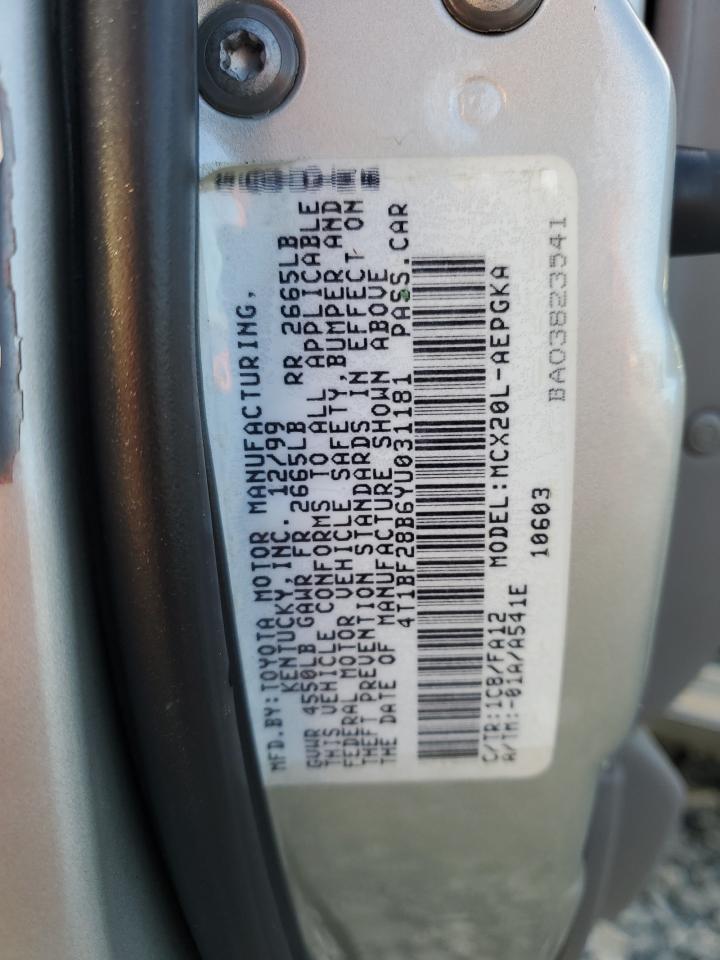 MFD.BY:TOYOTA MOTOR MANUFACTURING,
KENTUCKY,INC. 12/99
GVWR 4550LB GAWR FR 2665LB RR 2665LB
THIS VEHICLE CONFORMS TO ALL APPLICABLE
FEDERAL MOTOR VEHICLE SAFETY,BUMPER AND
THEFT PREVENTION STANDARDS IN EFFECT ON
THE DATE OF MANUFACTURE SHOWN ABOVE
4T1BF28B6YU031181 PASS.CAR
C/TR:1C8/FA12 MODEL:MCX20L-AEPGKA
A/TM:-01A/A541E 10603
BA03823541